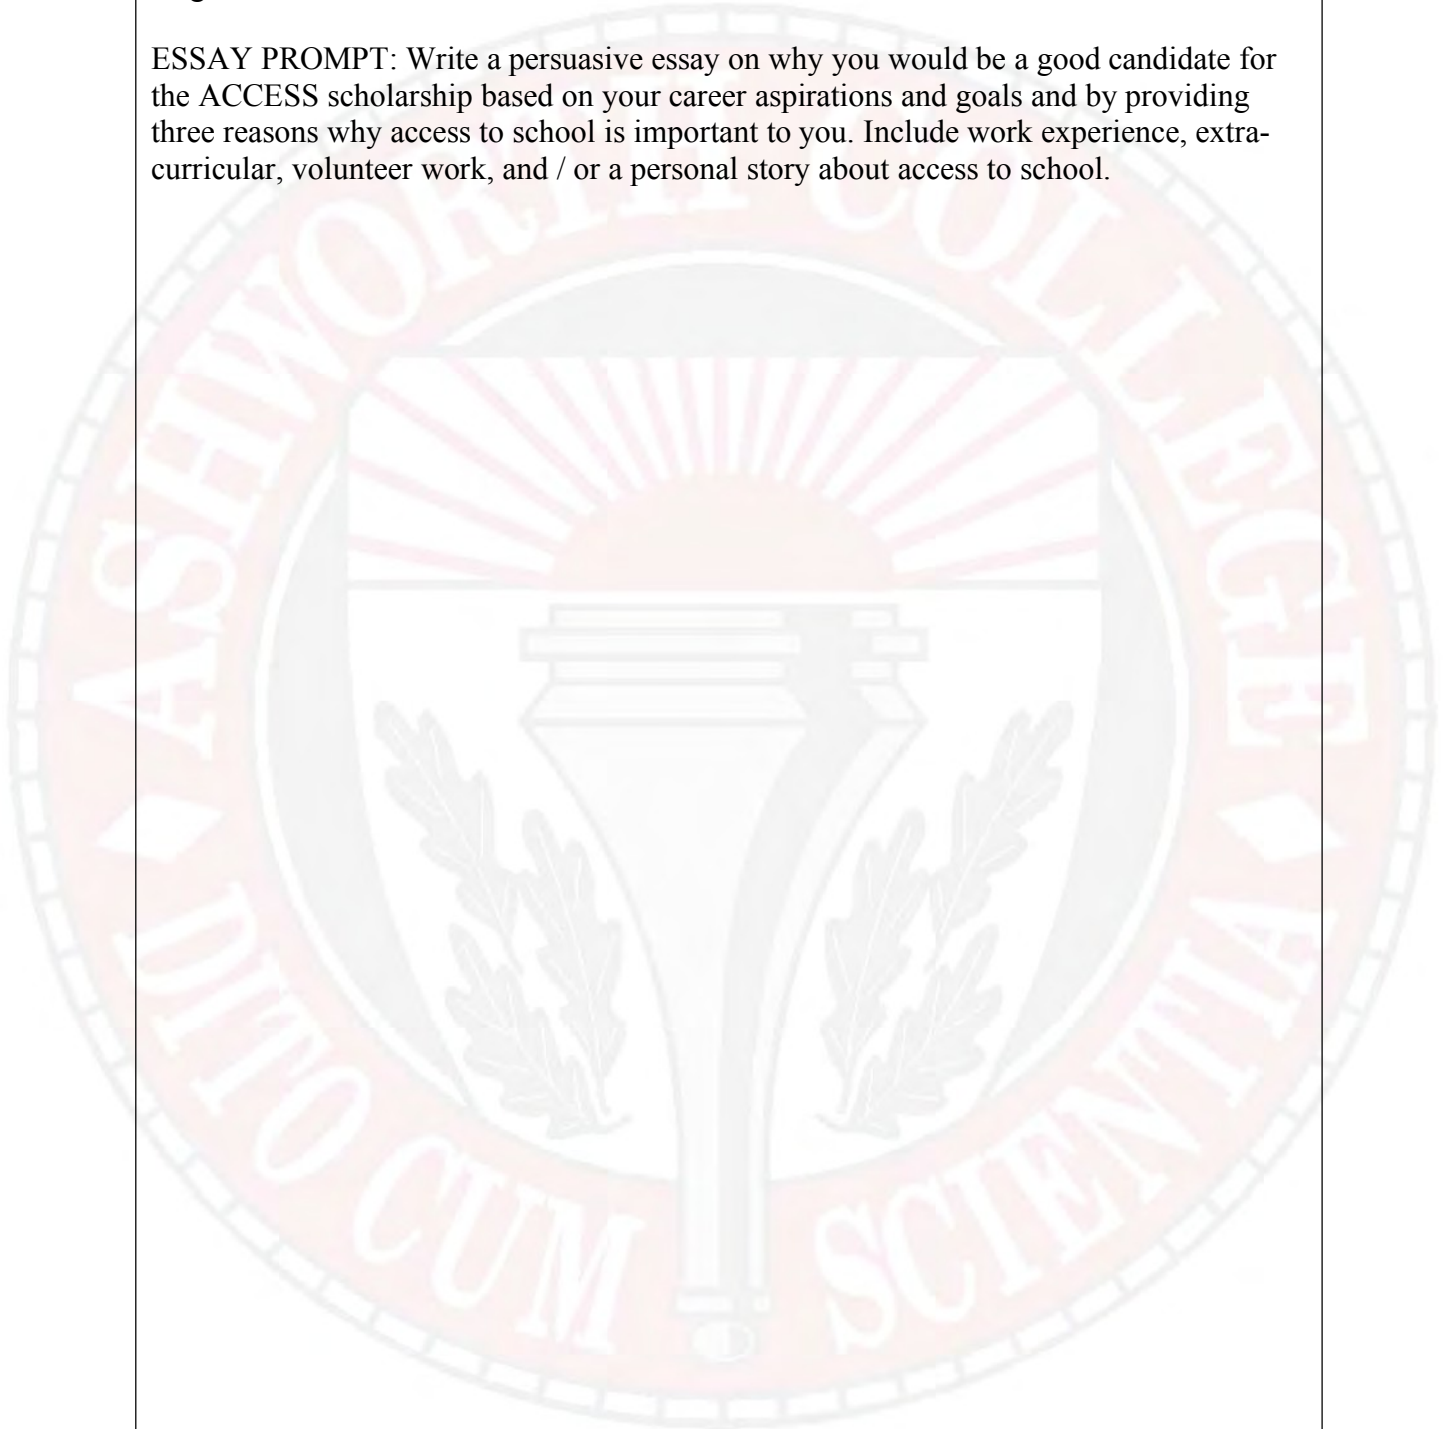 ESSAY PROMPT: Write a persuasive essay on why you would be a good candidate for
the ACCESS scholarship based on your career aspirations and goals and by providing
three reasons why access to school is important to you. Include work experience, extra-
curricular, volunteer work, and / or a personal story about access to school.
ASHWORTH COLLEGE
DITO CUM SCIENTIA